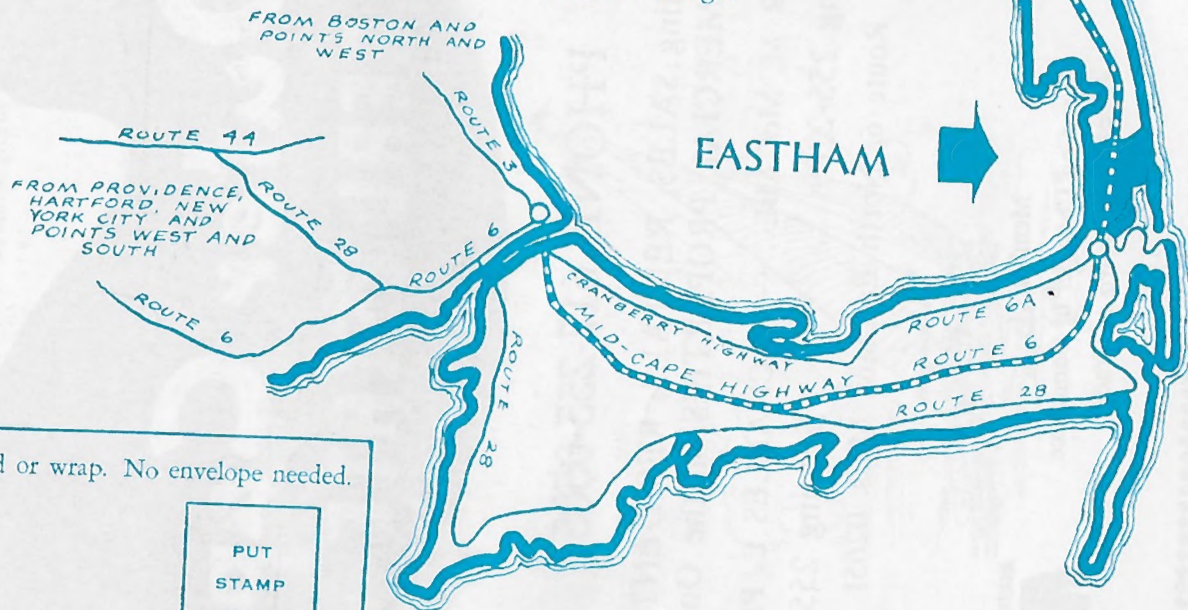 FROM BOSTON AND
POINTS NORTH AND
WEST
ROUTE 3
ROUTE 44
FROM PROVIDENCE,
HARTFORD, NEW
YORK CITY AND
POINTS WEST AND
SOUTH
ROUTE 28
ROUTE 6
ROUTE 6
EASTHAM
CRANBERRY HIGHWAY
ROUTE 6A
MID-CAPE HIGHWAY
ROUTE 6
ROUTE 28
ROUTE 28
or wrap. No envelope needed.
PUT
STAMP